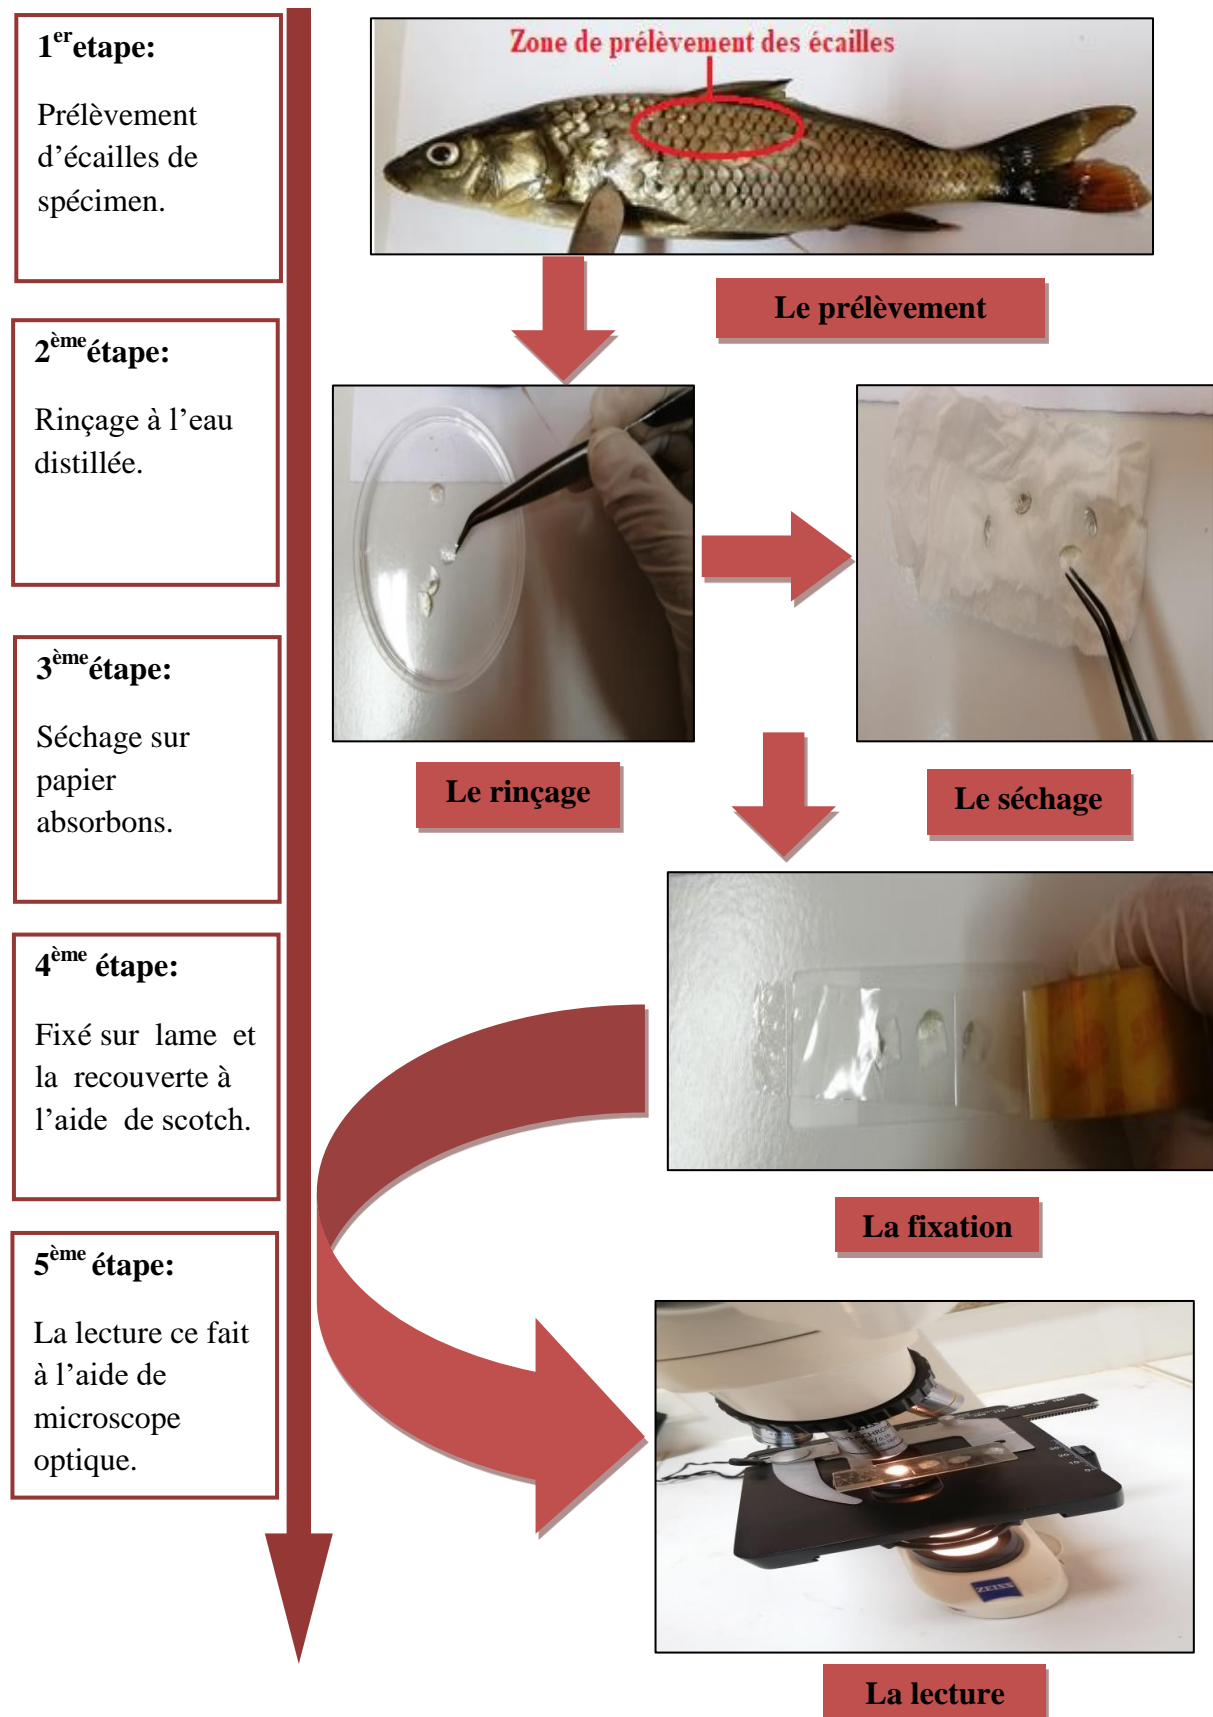 1er etape:
Prélèvement
d’écailles de
spécimen.
Zone de prélèvement des écailles
Le prélèvement
2ème étape:
Rinçage à l’eau
distillée.
3ème étape:
Séchage sur
papier
absorbons.
Le rinçage
Le séchage
4ème étape:
Fixé sur lame et
la recouverte à
l’aide de scotch.
La fixation
5ème étape:
La lecture ce fait
à l’aide de
microscope
optique.
ZEISS
La lecture